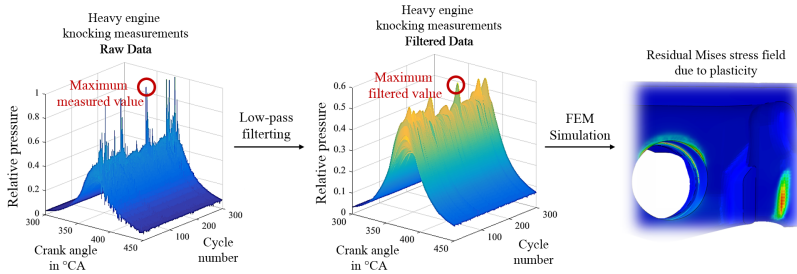 Heavy engine
knocking measurements
Raw Data
Maximum
measured value
Relative pressure
1
0.8
0.6
0.4
0.2
0
300
350
400
450
100
200
300
Crank angle
in °CA
Cycle
number
Low-pass
filterting
Heavy engine
knocking measurements
Filtered Data
Maximum
filtered value
Relative pressure
0.6
0.5
0.4
0.3
0.2
0.1
0
300
350
400
450
100
200
300
Crank angle
in °CA
Cycle
number
FEM
Simulation
Residual Mises stress field
due to plasticity